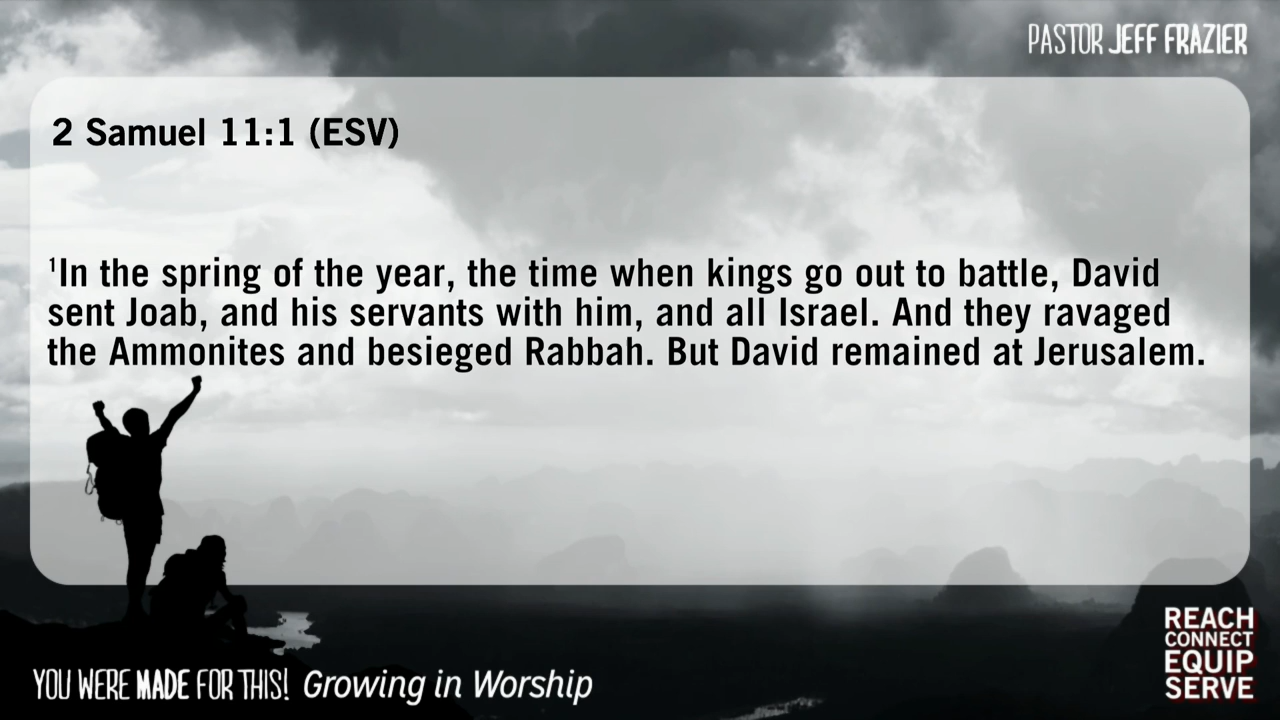 PASTOR JEFF FRAZIER
2 Samuel 11:1 (ESV)
¹In the spring of the year, the time when kings go out to battle, David
sent Joab, and his servants with him, and all Israel. And they ravaged
the Ammonites and besieged Rabbah. But David remained at Jerusalem.
REACH
CONNECT
EQUIP
SERVE
YOU WERE MADE FOR THIS! Growing in Worship